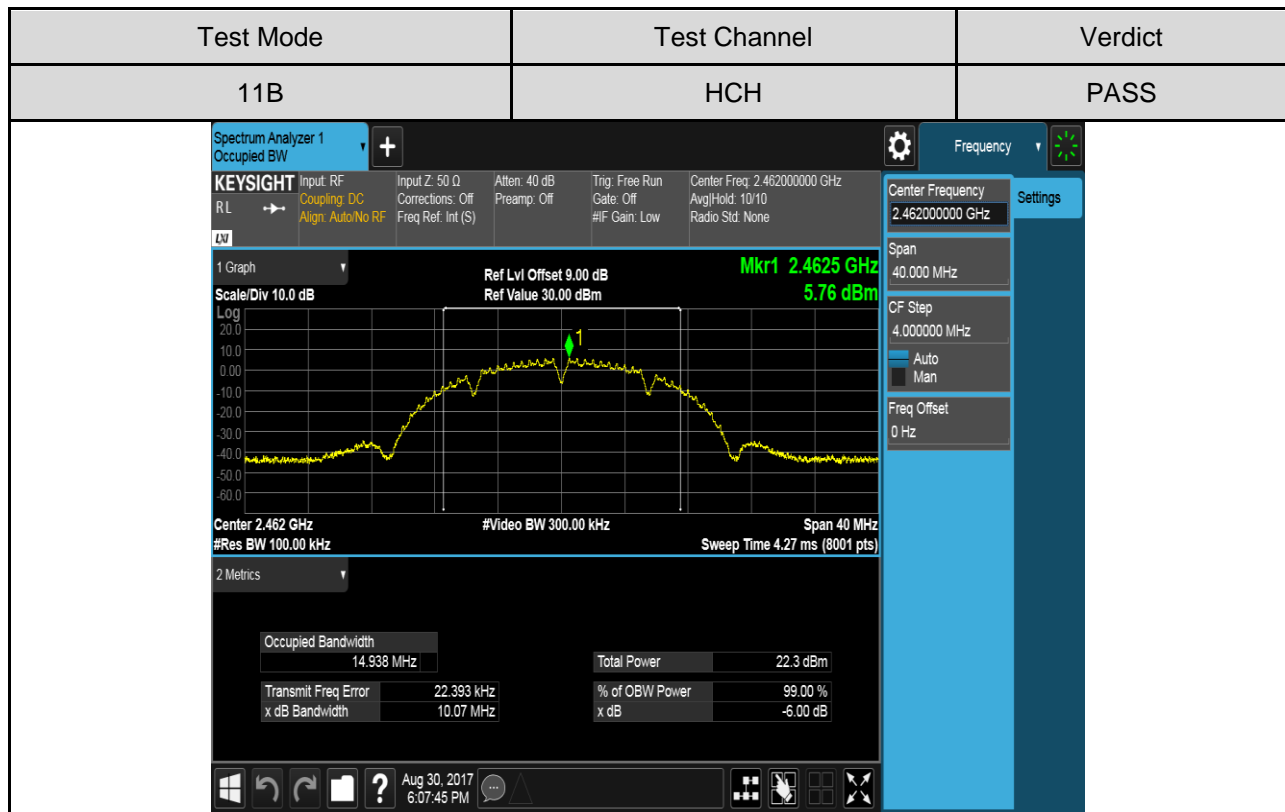 Test Mode Test Channel Verdict
11B HCH PASS
Spectrum Analyzer 1
Occupied BW
+
Frequency
KEYSIGHT
RL
LXI
Input: RF
Coupling: DC
Align: Auto/No RF
Input Z: 50 Ω
Corrections: Off
Freq Ref: Int (S)
Atten: 40 dB
Preamp: Off
Trig: Free Run
Gate: Off
#IF Gain: Low
Center Freq: 2.462000000 GHz
Avg|Hold: 10/10
Radio Std: None
Center Frequency
2.462000000 GHz
Settings
Span
40.000 MHz
CF Step
4.000000 MHz
Auto
Man
Freq Offset
0 Hz
1 Graph
Scale/Div 10.0 dB
Ref Lvl Offset 9.00 dB
Ref Value 30.00 dBm
Mkr1 2.4625 GHz
5.76 dBm
Log
20.0
10.0
0.00
-10.0
-20.0
-30.0
-40.0
-50.0
-60.0
1
Center 2.462 GHz
#Res BW 100.00 kHz
#Video BW 300.00 kHz
Span 40 MHz
Sweep Time 4.27 ms (8001 pts)
2 Metrics
Occupied Bandwidth
14.938 MHz
Total Power 22.3 dBm
Transmit Freq Error 22.393 kHz
x dB Bandwidth 10.07 MHz
% of OBW Power 99.00 %
x dB -6.00 dB
?
Aug 30, 2017
6:07:45 PM